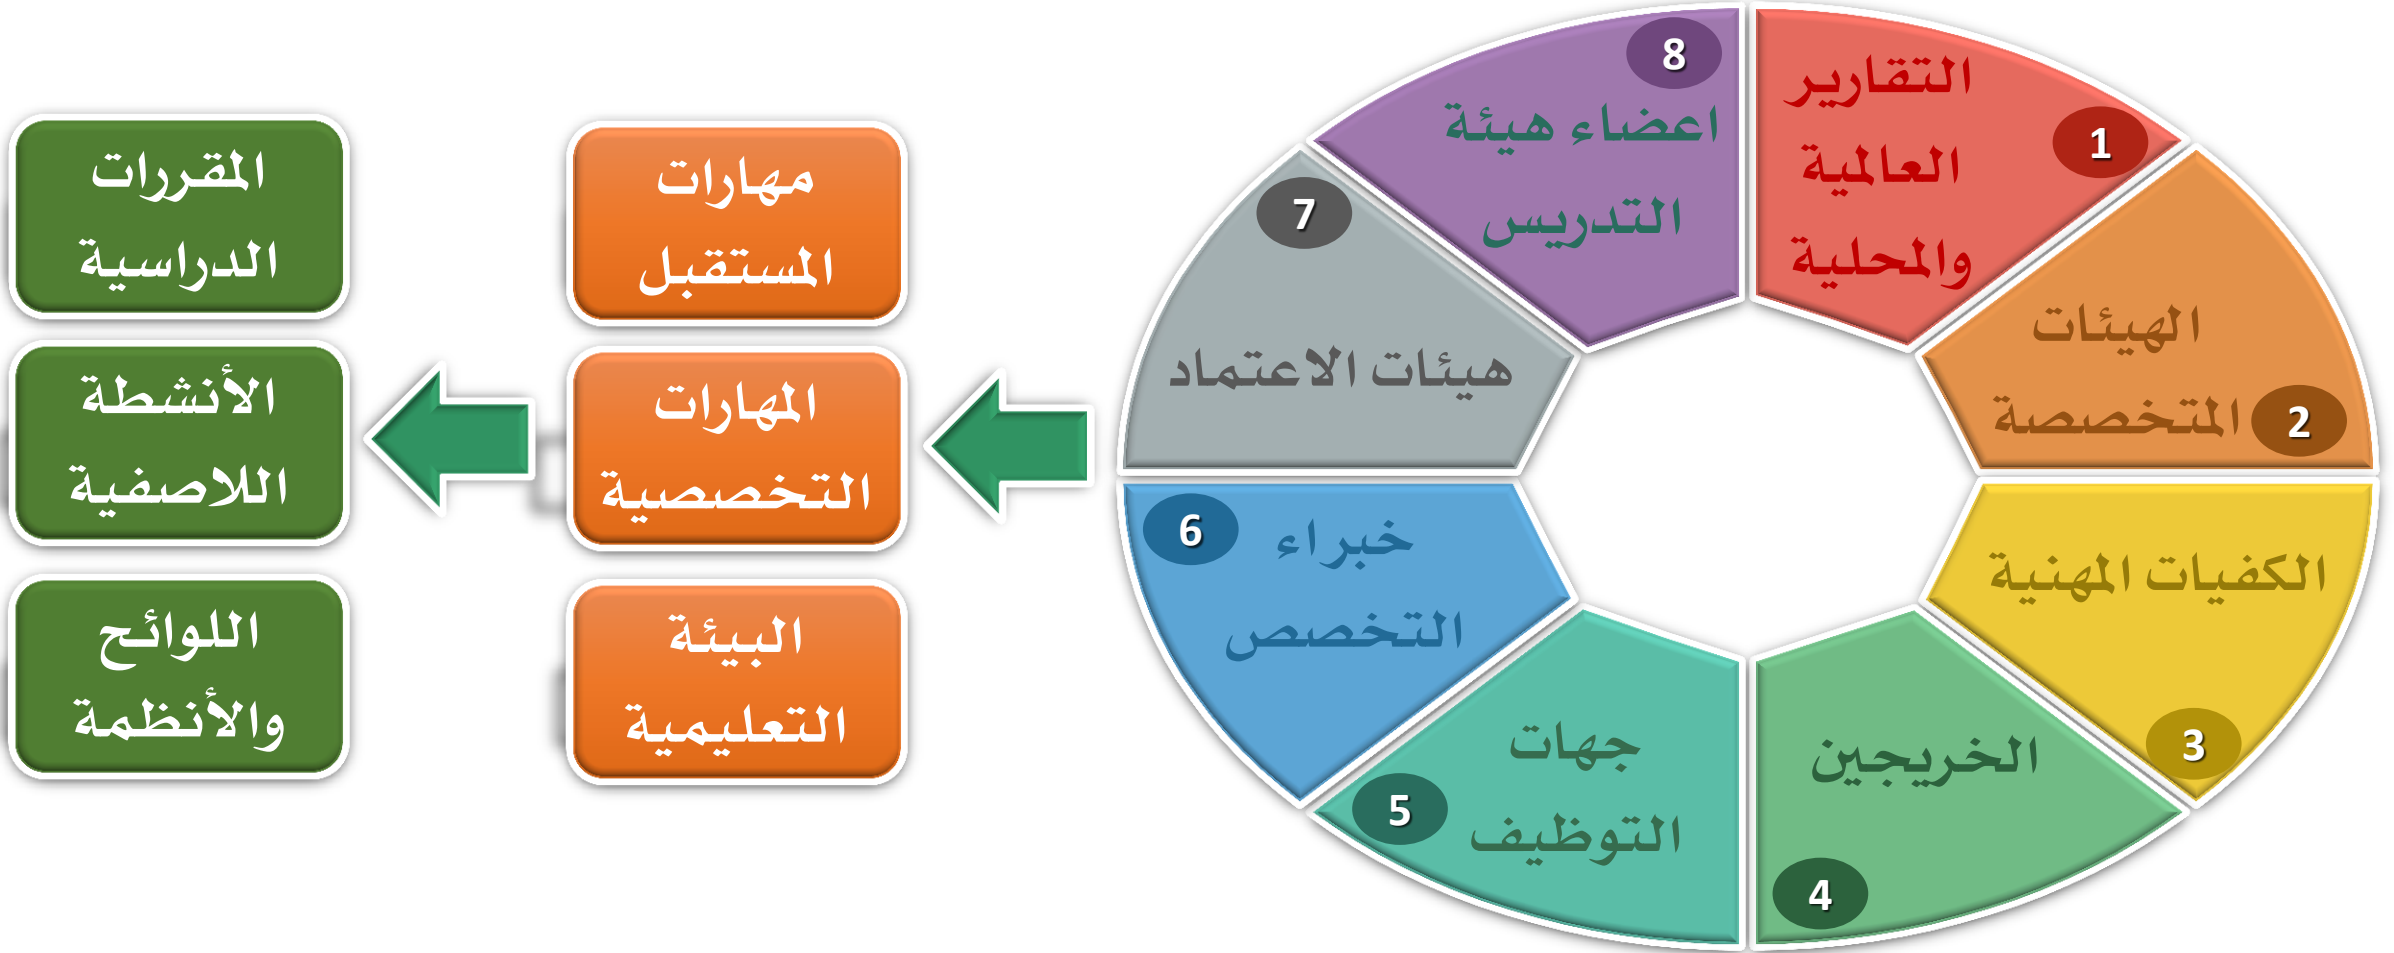 التقارير
العالمية
والمحلية
1
الهيئات
المتخصصة
2
الكفيات المهنية
3
الخريجين
4
جهات
التوظيف
5
خبراء
التخصص
6
هيئات الاعتماد
7
اعضاء هيئة
التدريس
8
مهارات
المستقبل
المهارات
التخصصية
البيئة
التعليمية
المقررات
الدراسية
الأنشطة
اللاصفية
اللوائح
والأنظمة